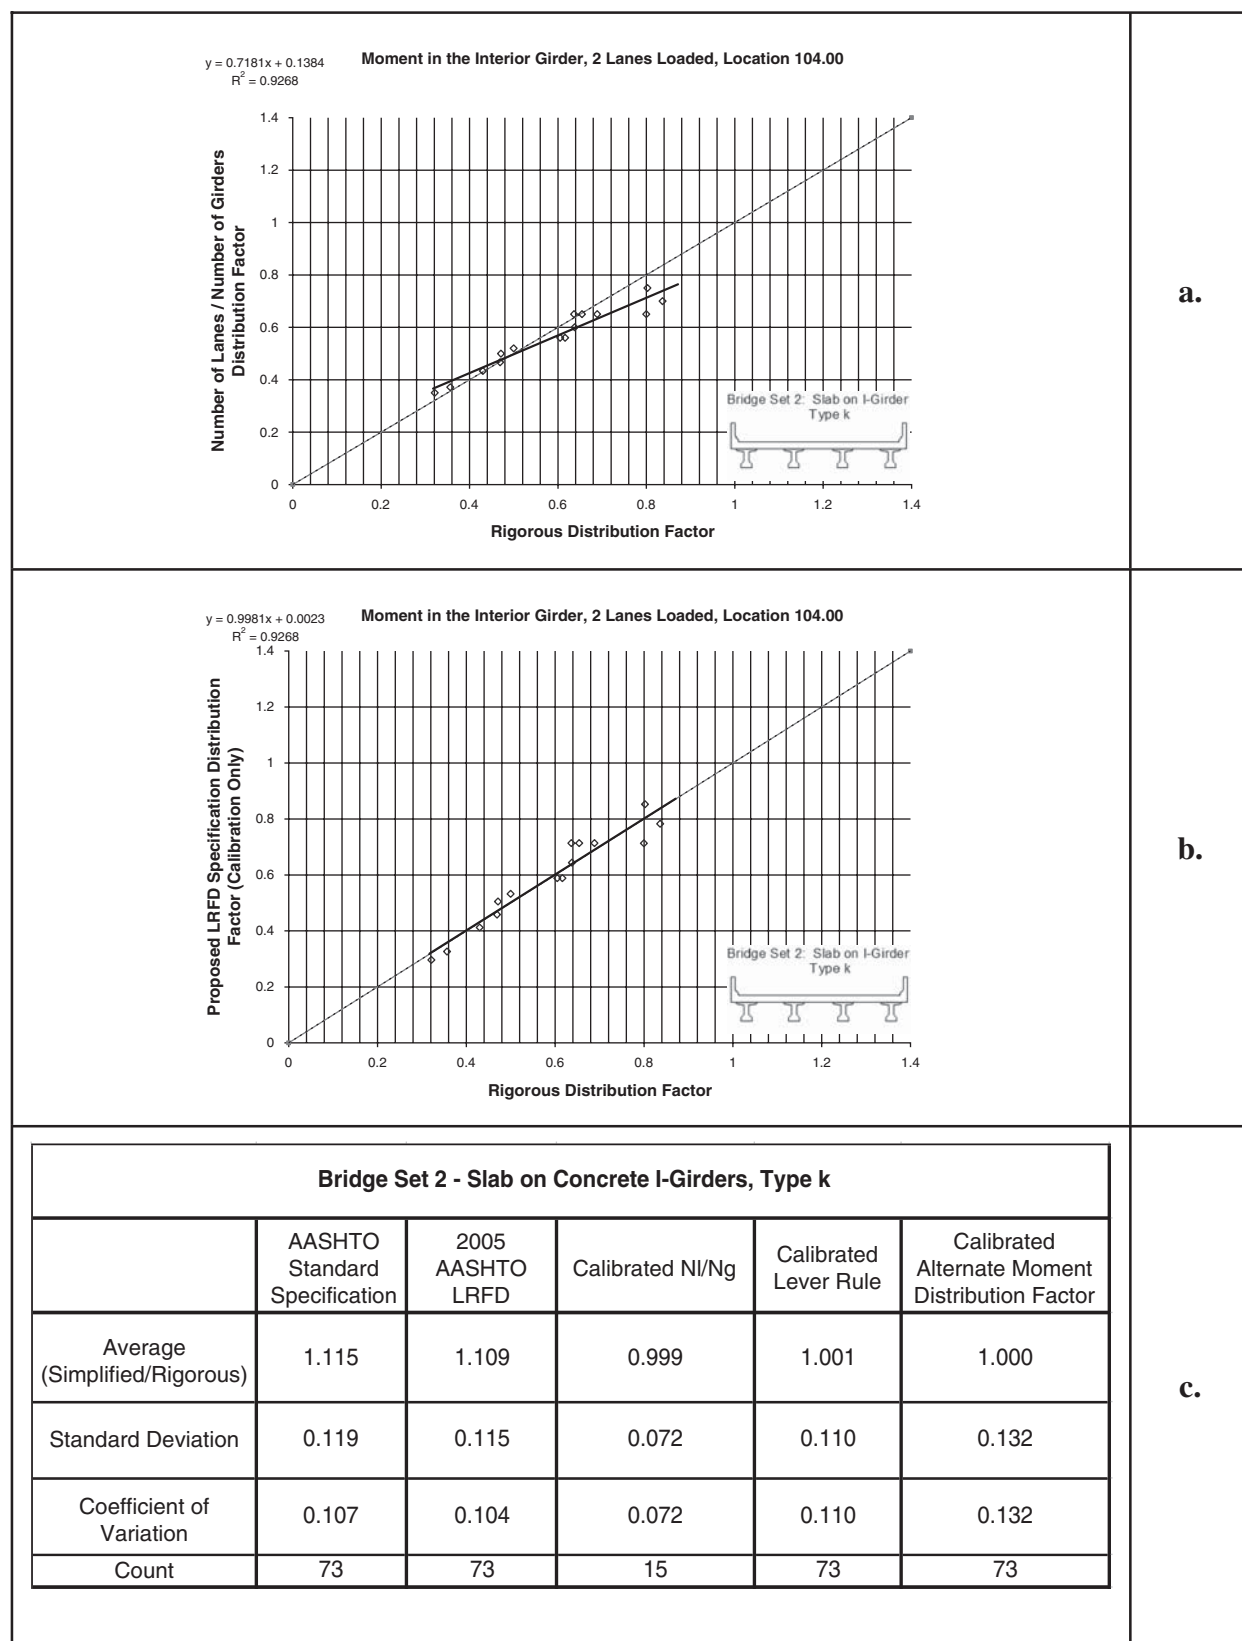 y = 0.7181x + 0.1384
R² = 0.9268
Moment in the Interior Girder, 2 Lanes Loaded, Location 104.00
Number of Lanes / Number of Girders
Distribution Factor
1.4
1.2
1
0.8
0.6
0.4
0.2
0
Bridge Set 2: Slab on I-Girder
Type k
0 0.2 0.4 0.6 0.8 1 1.2 1.4
Rigorous Distribution Factor
a.
y = 0.9981x + 0.0023
R² = 0.9268
Moment in the Interior Girder, 2 Lanes Loaded, Location 104.00
Proposed LRFD Specification Distribution
Factor (Calibration Only)
1.4
1.2
1
0.8
0.6
0.4
0.2
0
Bridge Set 2: Slab on I-Girder
Type k
0 0.2 0.4 0.6 0.8 1 1.2 1.4
Rigorous Distribution Factor
b.
Bridge Set 2 - Slab on Concrete I-Girders, Type k
AASHTO
Standard
Specification
2005
AASHTO
LRFD
Calibrated Nl/Ng
Calibrated
Lever Rule
Calibrated
Alternate Moment
Distribution Factor
Average
(Simplified/Rigorous)
1.115 1.109 0.999 1.001 1.000
Standard Deviation 0.119 0.115 0.072 0.110 0.132
Coefficient of
Variation
0.107 0.104 0.072 0.110 0.132
Count 73 73 15 73 73
c.